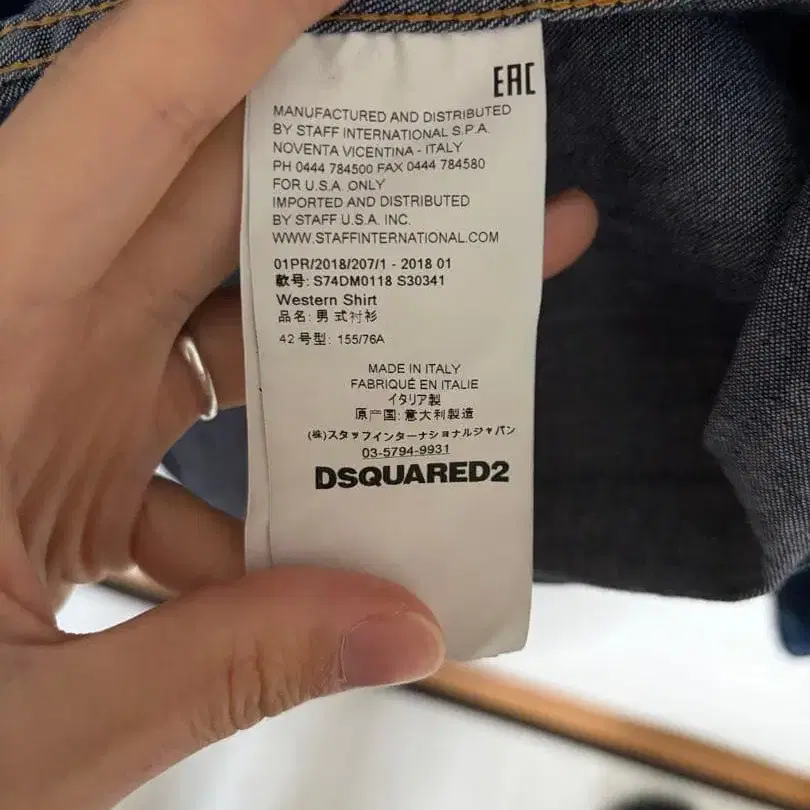 EAC
MANUFACTURED AND DISTRIBUTED
BY STAFF INTERNATIONAL S.P.A.
NOVENTA VICENTINA - ITALY
PH 0444 784500 FAX 0444 784580
FOR U.S.A. ONLY
IMPORTED AND DISTRIBUTED
BY STAFF U.S.A. INC.
WWW.STAFFINTERNATIONAL.COM
01PR/2018/207/1 - 2018 01
款号: S74DM0118 S30341
Western Shirt
品名: 男式衬衫
42 号型: 155/76A
MADE IN ITALY
FABRIQUÉ EN ITALIE
イタリア製
原产国: 意大利製造
(株)スタッフインターナショナルジャパン
03-5794-9931
DSQUARED2